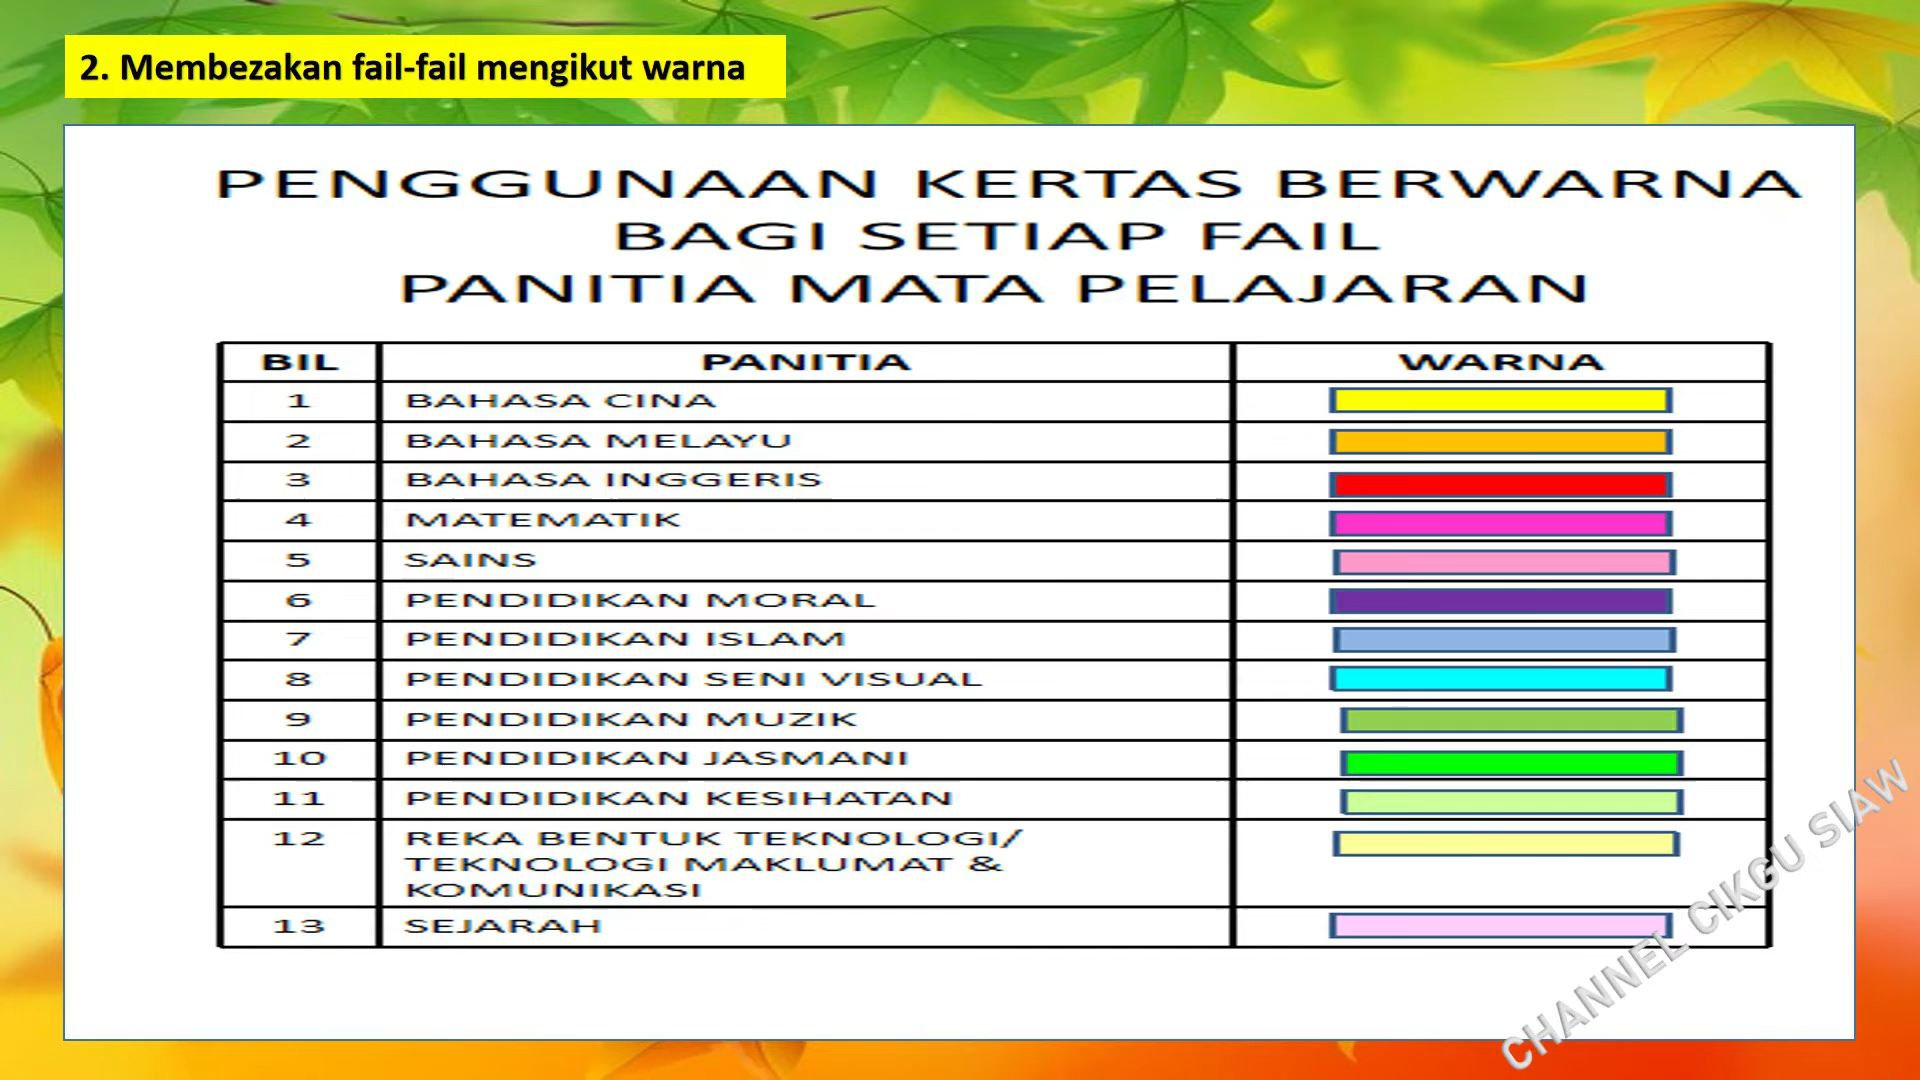 2. Membezakan fail-fail mengikut warna
PENGGUNAAN KERTAS BERWARNA
BAGI SETIAP FAIL
PANITIA MATA PELAJARAN
BIL PANITIA WARNA
1 BAHASA CINA
2 BAHASA MELAYU
3 BAHASA INGGERIS
4 MATEMATIK
5 SAINS
6 PENDIDIKAN MORAL
7 PENDIDIKAN ISLAM
8 PENDIDIKAN SENI VISUAL
9 PENDIDIKAN MUZIK
10 PENDIDIKAN JASMANI
11 PENDIDIKAN KESIHATAN
12 REKA BENTUK TEKNOLOGI/
TEKNOLOGI MAKLUMAT &
KOMUNIKASI
13 SEJARAH
CHANNEL CIKGU SIAW